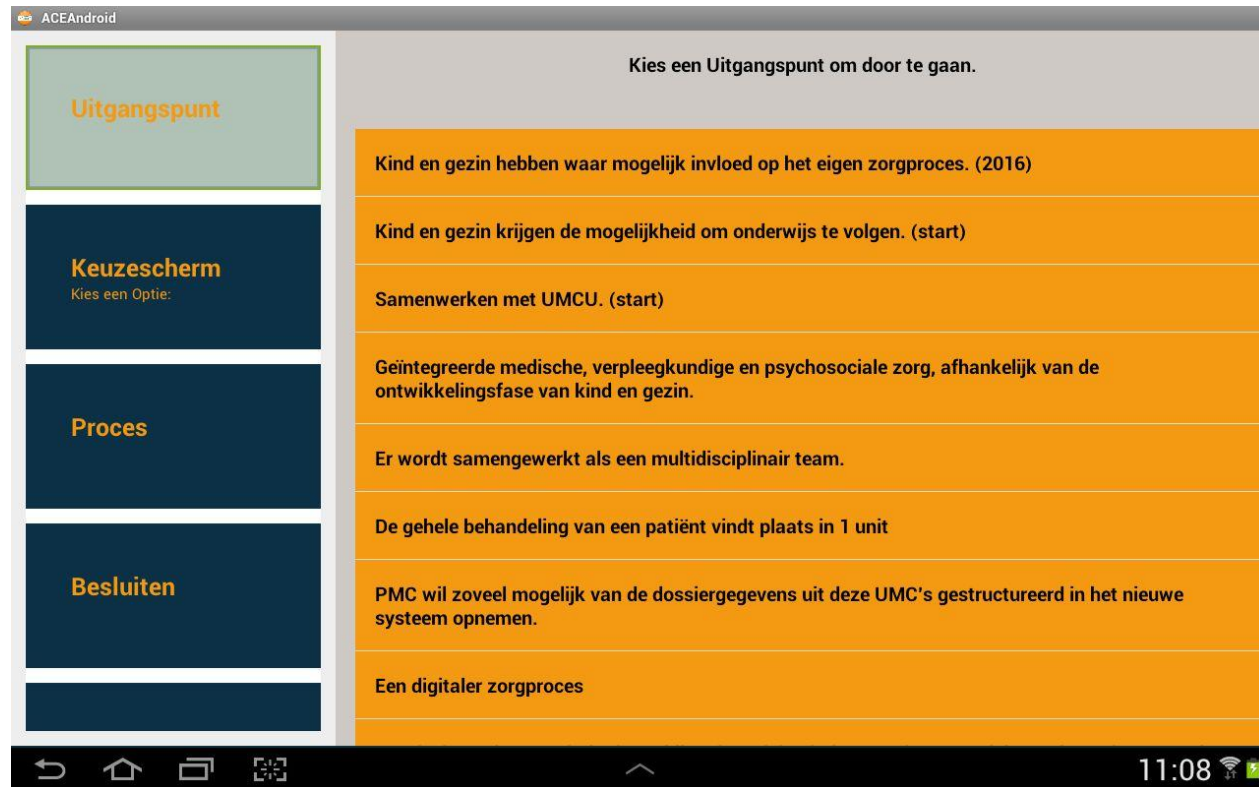 ACEAndroid
Uitgangspunt
Keuzescherm
Kies een Optie:
Proces
Besluiten
Kies een Uitgangspunt om door te gaan.
Kind en gezin hebben waar mogelijk invloed op het eigen zorgproces. (2016)
Kind en gezin krijgen de mogelijkheid om onderwijs te volgen. (start)
Samenwerken met UMCU. (start)
Geïntegreerde medische, verpleegkundige en psychosociale zorg, afhankelijk van de
ontwikkelingsfase van kind en gezin.
Er wordt samengewerkt als een multidisciplinair team.
De gehele behandeling van een patiënt vindt plaats in 1 unit
PMC wil zoveel mogelijk van de dossiergegevens uit deze UMC's gestructureerd in het nieuwe
systeem opnemen.
Een digitaler zorgproces
11:08